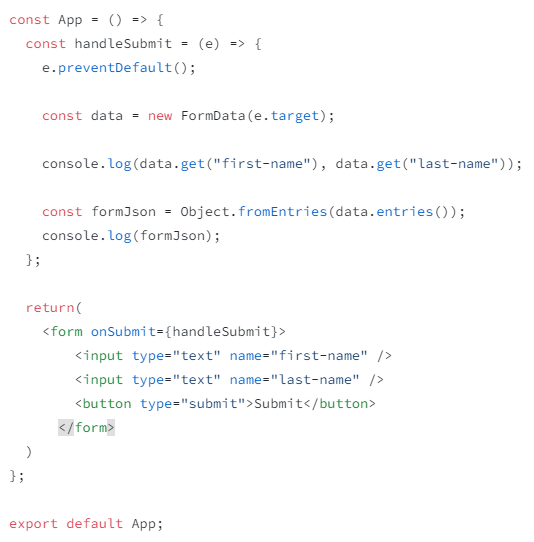 const App = () => {
  const handleSubmit = (e) => {
    e.preventDefault();

    const data = new FormData(e.target);

    console.log(data.get("first-name"), data.get("last-name"));

    const formJson = Object.fromEntries(data.entries());
    console.log(formJson);
  };

  return(
    <form onSubmit={handleSubmit}>
        <input type="text" name="first-name" />
        <input type="text" name="last-name" />
        <button type="submit">Submit</button>
      </form>
  )
};

export default App;